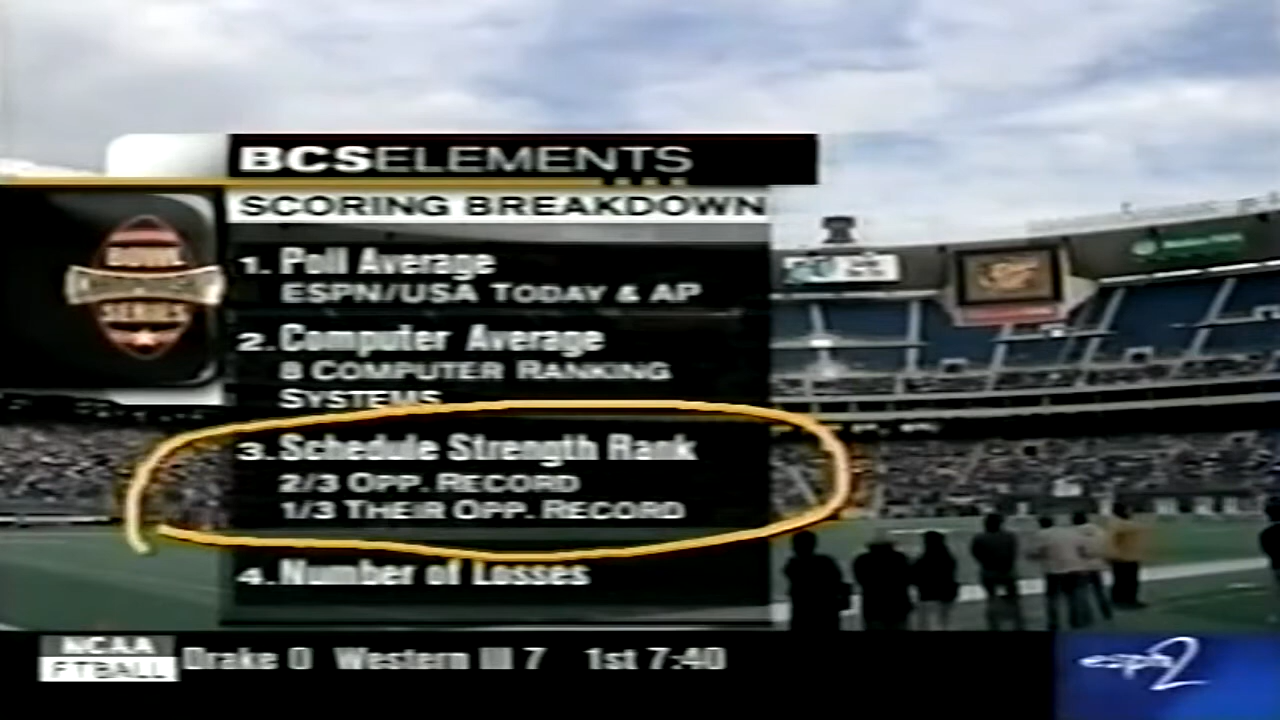 BCSELEMENTS
SCORING BREAKDOWN
BOWL
SERIES
1. Poll Average
ESPN/USA TODAY & AP
2. Computer Average
8 COMPUTER RANKING
SYSTEMS
3. Schedule Strength Rank
2/3 OPP. RECORD
1/3 THEIR OPP. RECORD
4. Number of Losses
NCAA
FTBALL
Drake 0 Western Ill 7 1st 7:40
espn2